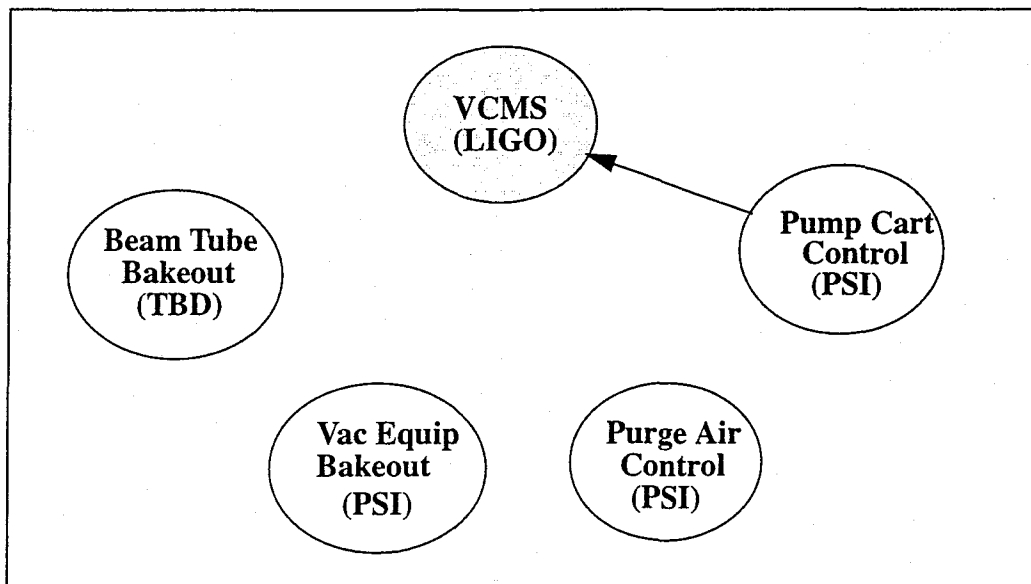 VCMS
(LIGO)
Beam Tube
Bakeout
(TBD)
Pump Cart
Control
(PSI)
Vac Equip
Bakeout
(PSI)
Purge Air
Control
(PSI)